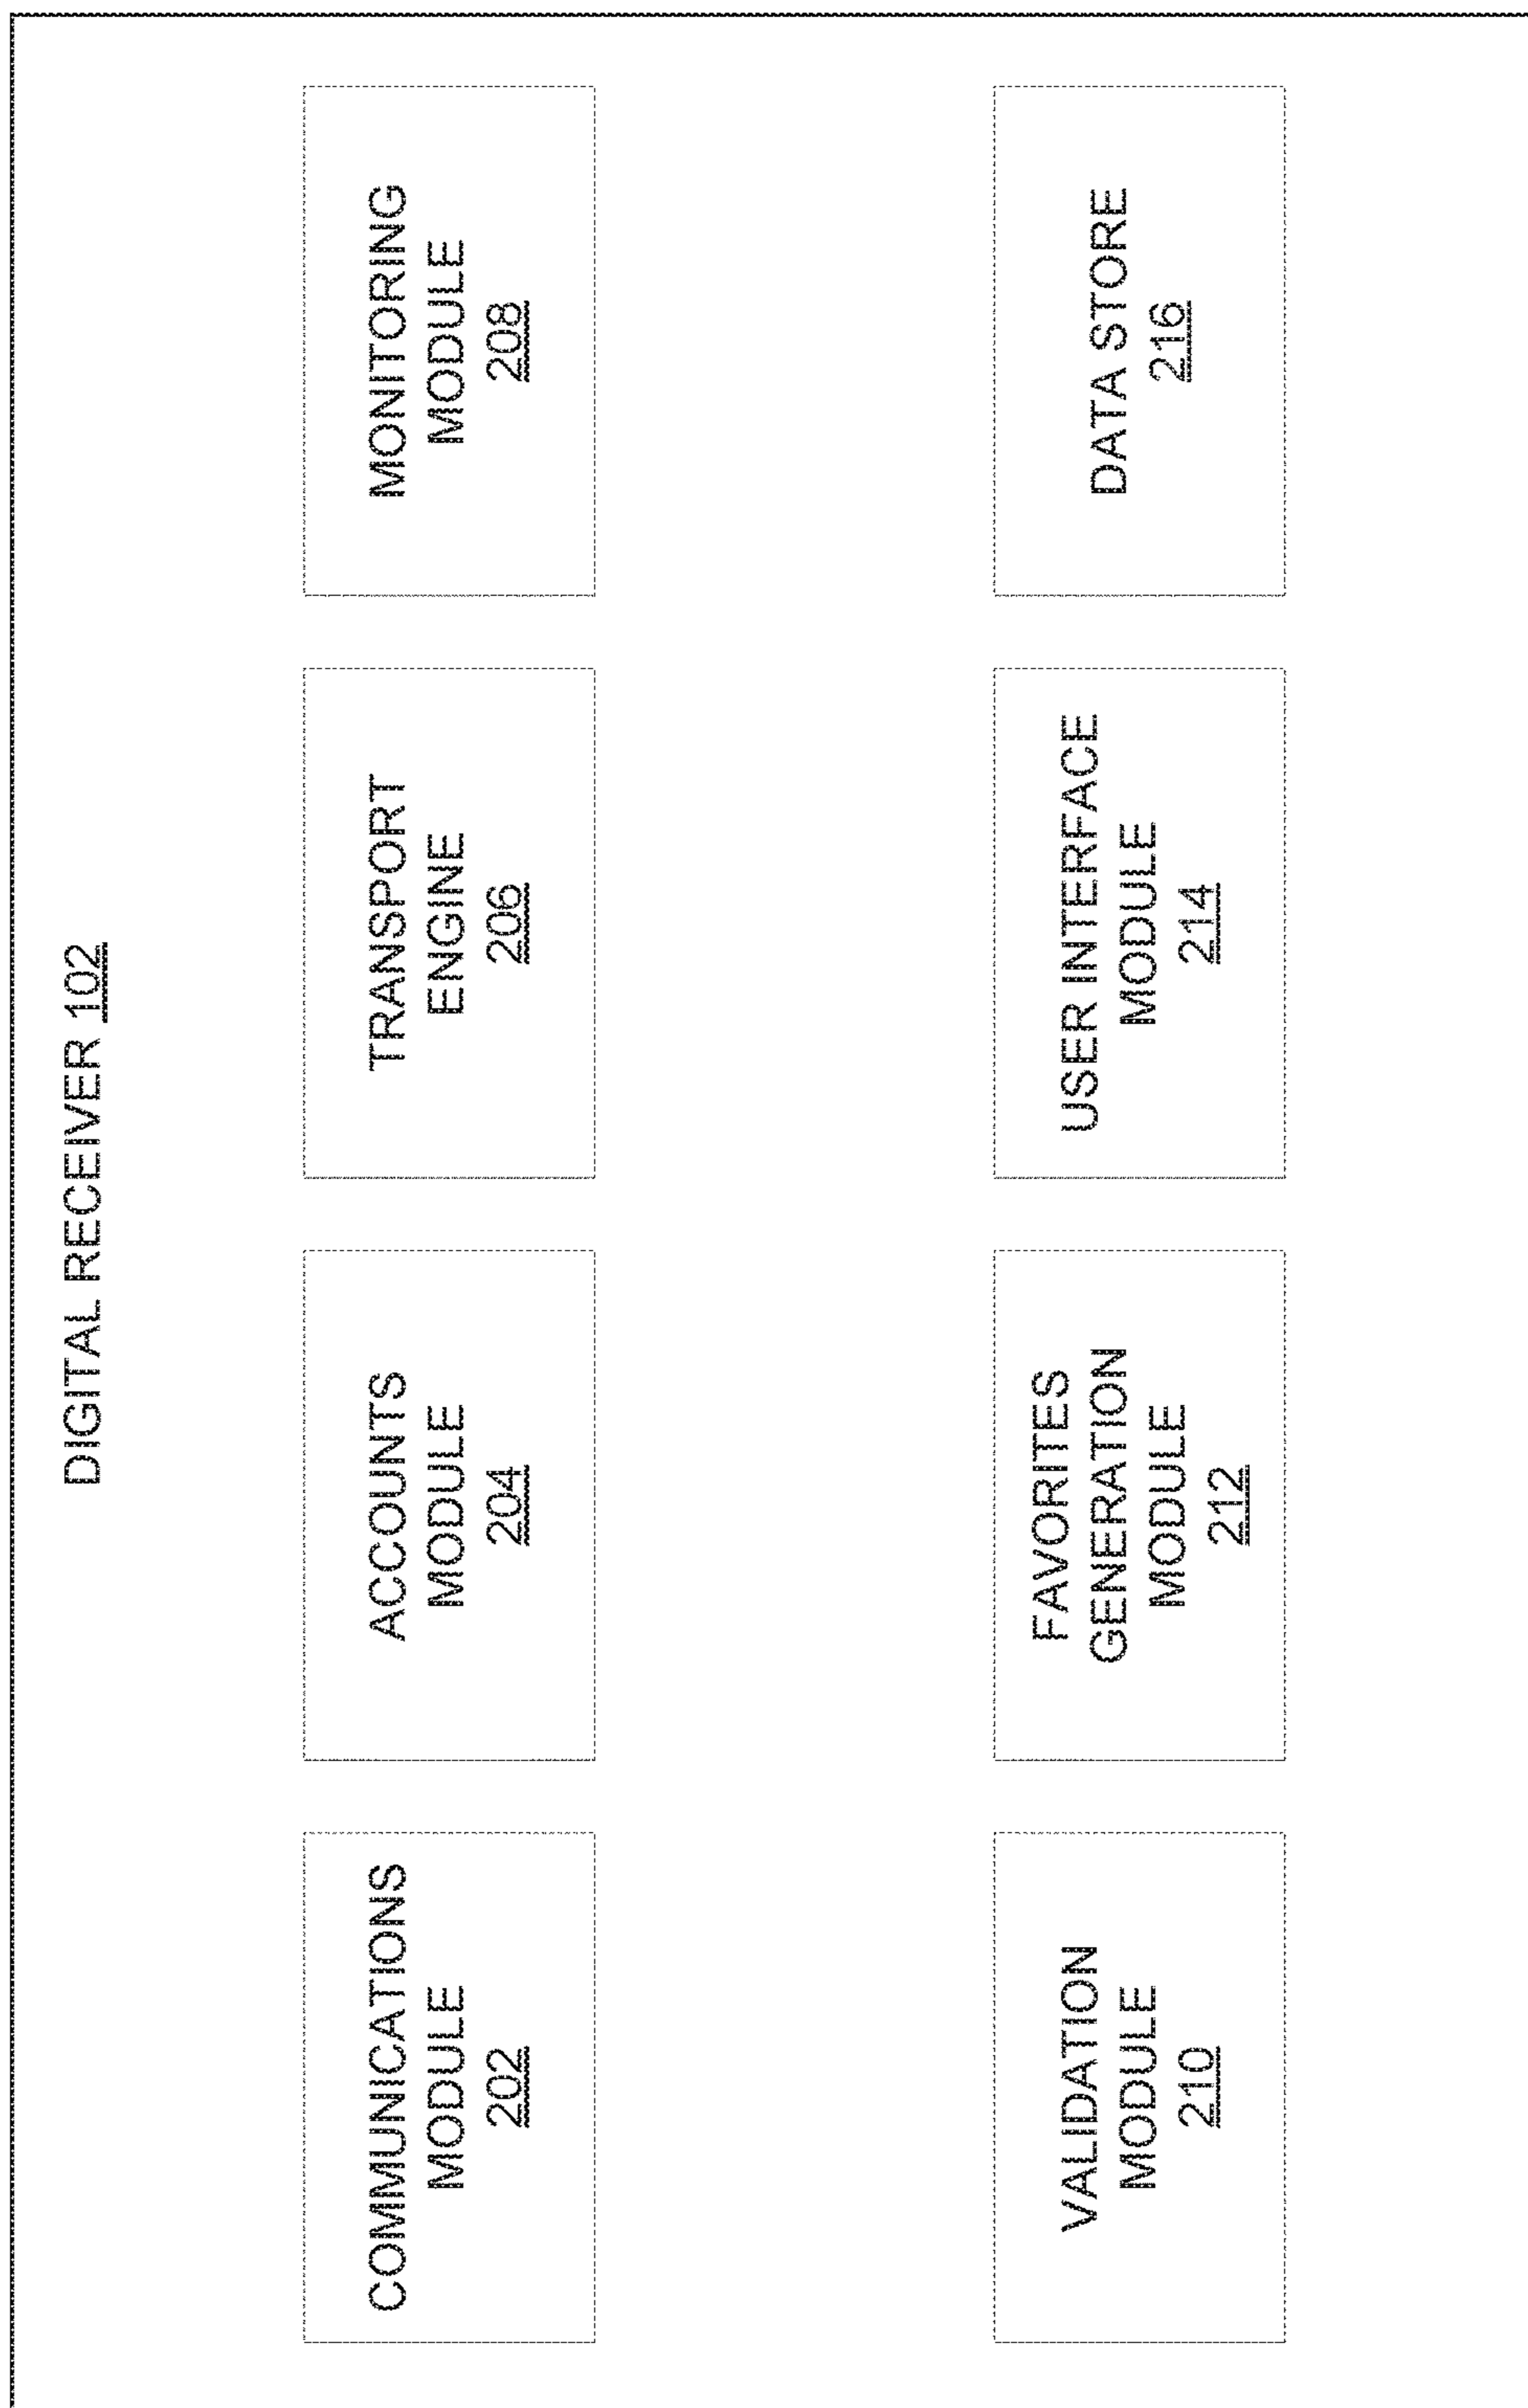 DIGITAL RECEIVER 102
COMMUNICATIONS
MODULE
202
ACCOUNTS
MODULE
204
TRANSPORT
ENGINE
206
MONITORING
MODULE
208
VALIDATION
MODULE
210
FAVORITES
GENERATION
MODULE
212
USER INTERFACE
MODULE
214
DATA STORE
216